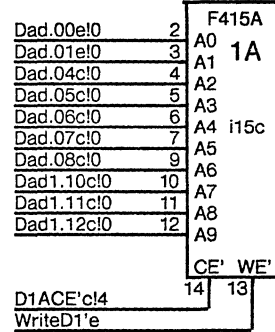 F415A
Dad.00e!0 2 A0 1A
Dad.01e!0 3 A1
Dad.04c!0 4 A2
Dad.05c!0 5 A3
Dad.06c!0 6 A4 i15c
Dad.07c!0 7 A5
Dad.08c!0 9 A6
Dad1.10c!0 10 A7
Dad1.11c!0 11 A8
Dad1.12c!0 12 A9
CE' WE'
14 13
D1ACE'c!4
WriteD1'e